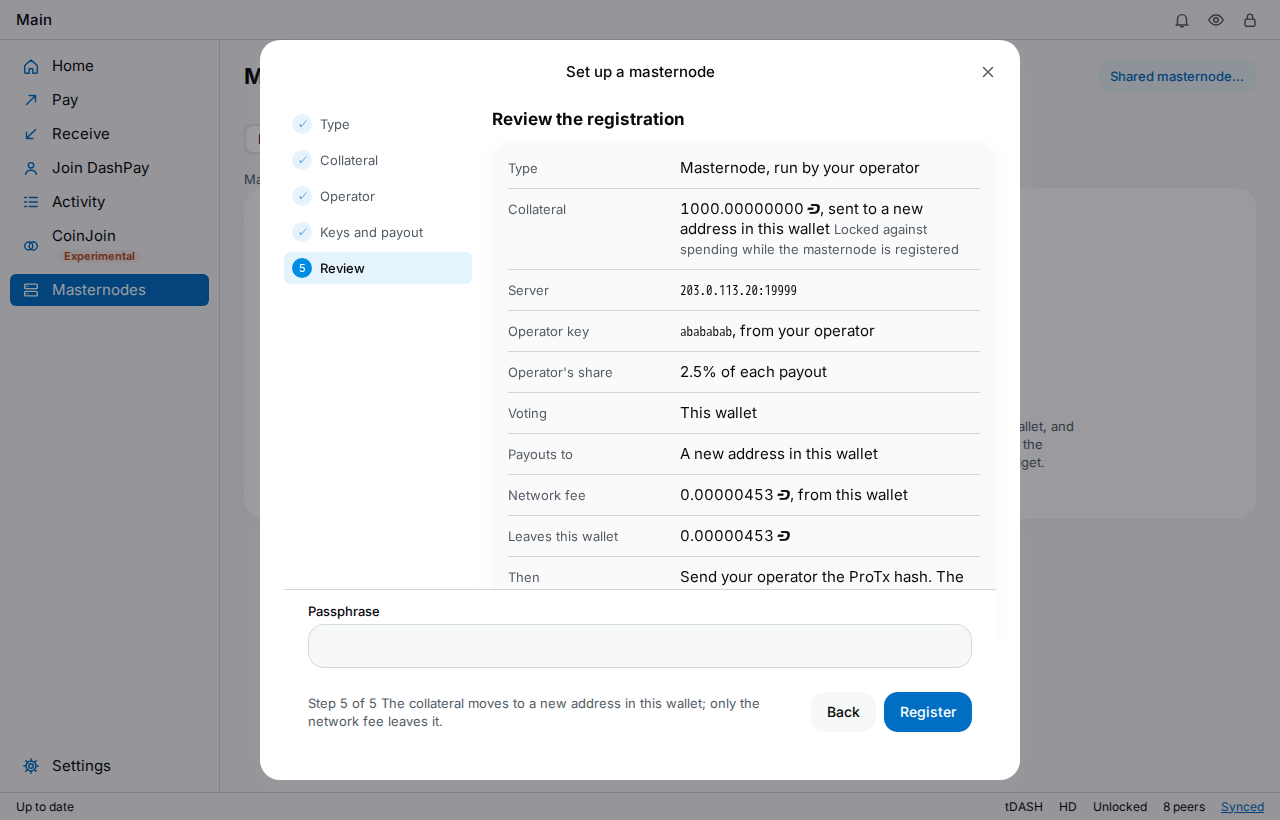 Main
Home
Pay
Receive
Join DashPay
Activity
CoinJoin
Experimental
Masternodes
Settings
Shared masternode...
Set up a masternode
Type
Collateral
Operator
Keys and payout
5 Review
Review the registration
Type Masternode, run by your operator
Collateral 1000.00000000, sent to a new
address in this wallet Locked against
spending while the masternode is registered
Server 203.0.113.20:19999
Operator key abababab, from your operator
Operator's share 2.5% of each payout
Voting This wallet
Payouts to A new address in this wallet
Network fee 0.00000453, from this wallet
Leaves this wallet 0.00000453
Then Send your operator the ProTx hash. The
Passphrase
Step 5 of 5 The collateral moves to a new address in this wallet; only the
network fee leaves it.
Back
Register
and
the
Up to date
tDASH HD Unlocked 8 peers Synced